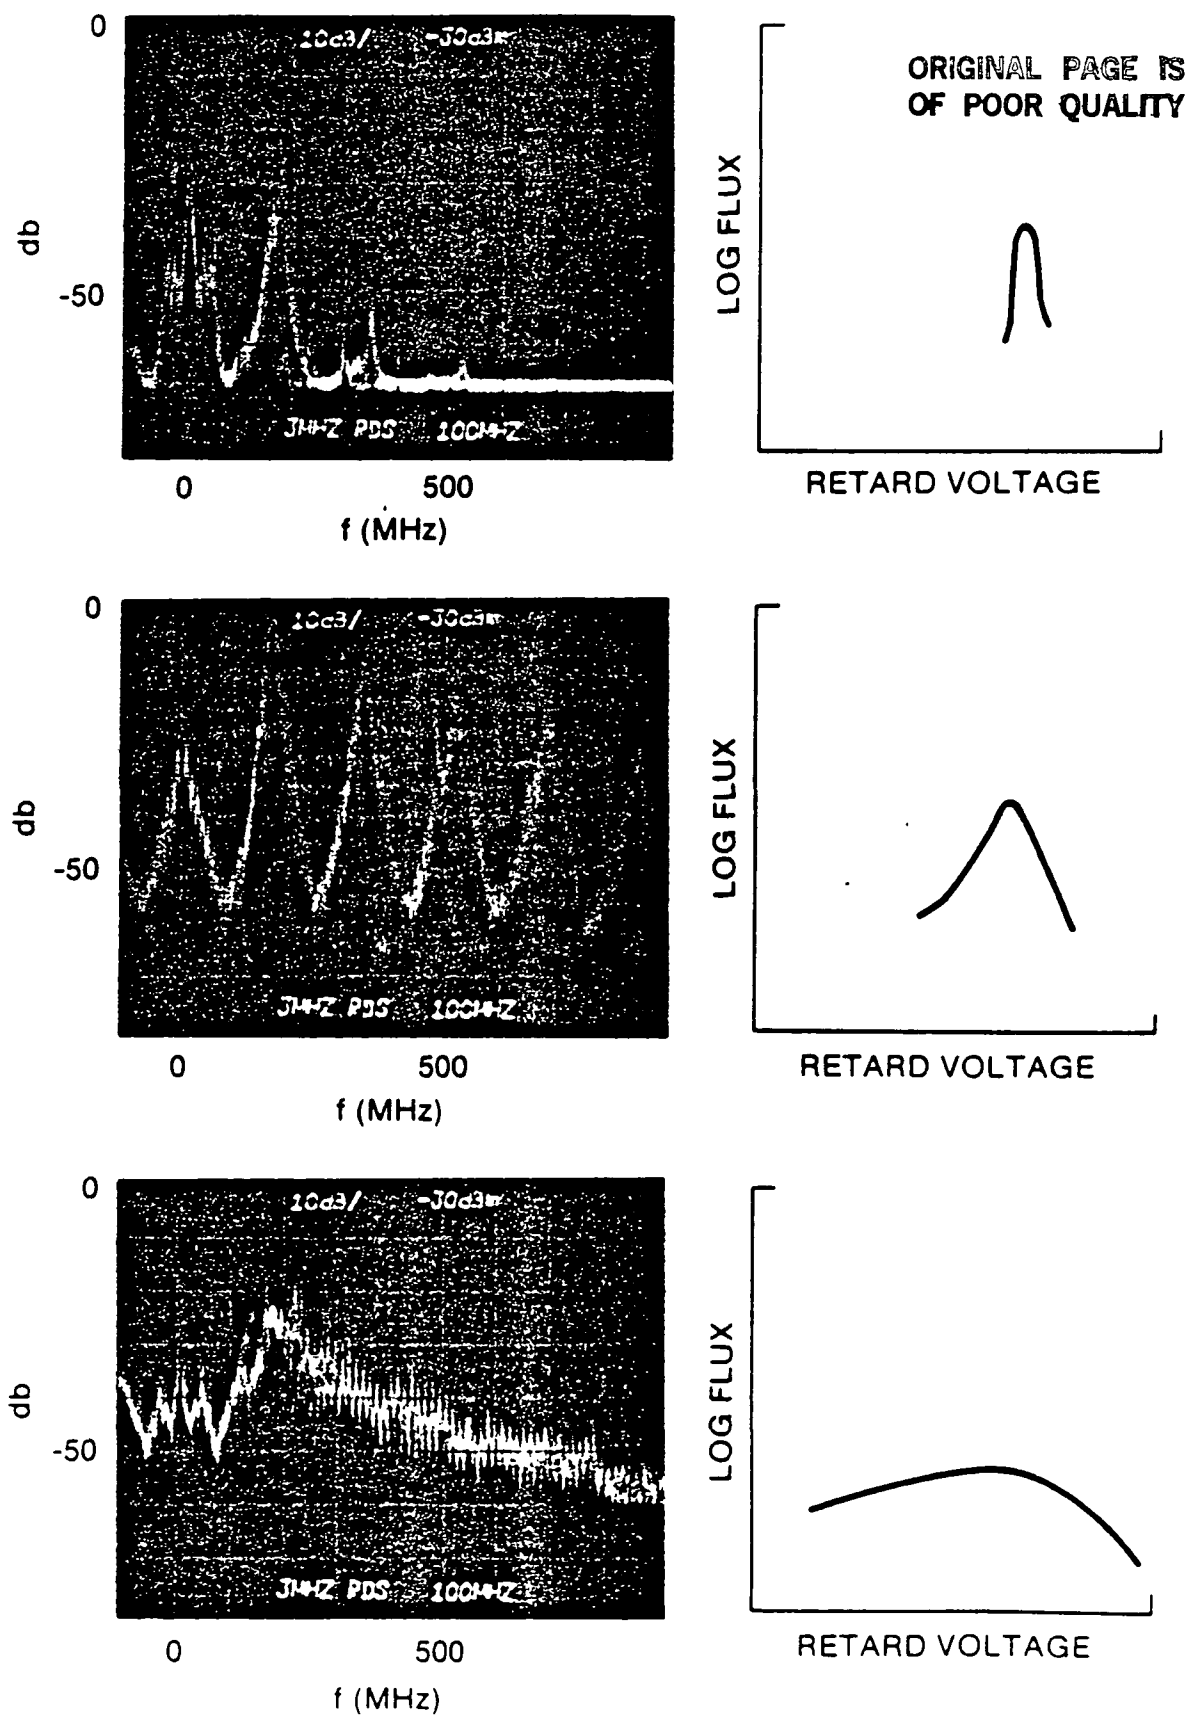 0
10dB/ -30dBm
ORIGINAL PAGE IS
OF POOR QUALITY
db
-50
LOG FLUX
3MHZ RBS 100MHZ
0 500
f (MHz)
RETARD VOLTAGE
0
10dB/ -30dBm
db
-50
LOG FLUX
3MHZ RBS 100MHZ
0 500
f (MHz)
RETARD VOLTAGE
0
10dB/ -30dBm
db
-50
LOG FLUX
3MHZ RBS 100MHZ
0 500
f (MHz)
RETARD VOLTAGE